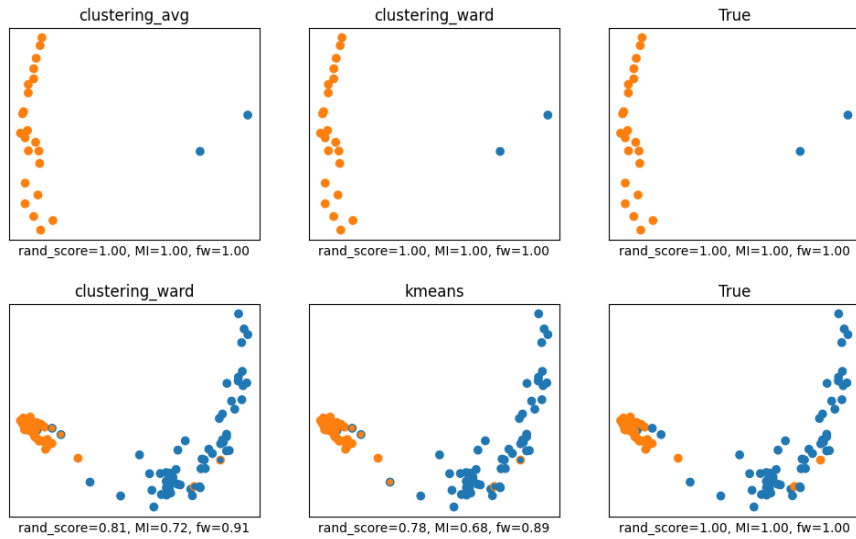 clustering_avg
clustering_ward
True
rand_score=1.00, MI=1.00, fw=1.00
rand_score=1.00, MI=1.00, fw=1.00
rand_score=1.00, MI=1.00, fw=1.00
clustering_ward
kmeans
True
rand_score=0.81, MI=0.72, fw=0.91
rand_score=0.78, MI=0.68, fw=0.89
rand_score=1.00, MI=1.00, fw=1.00